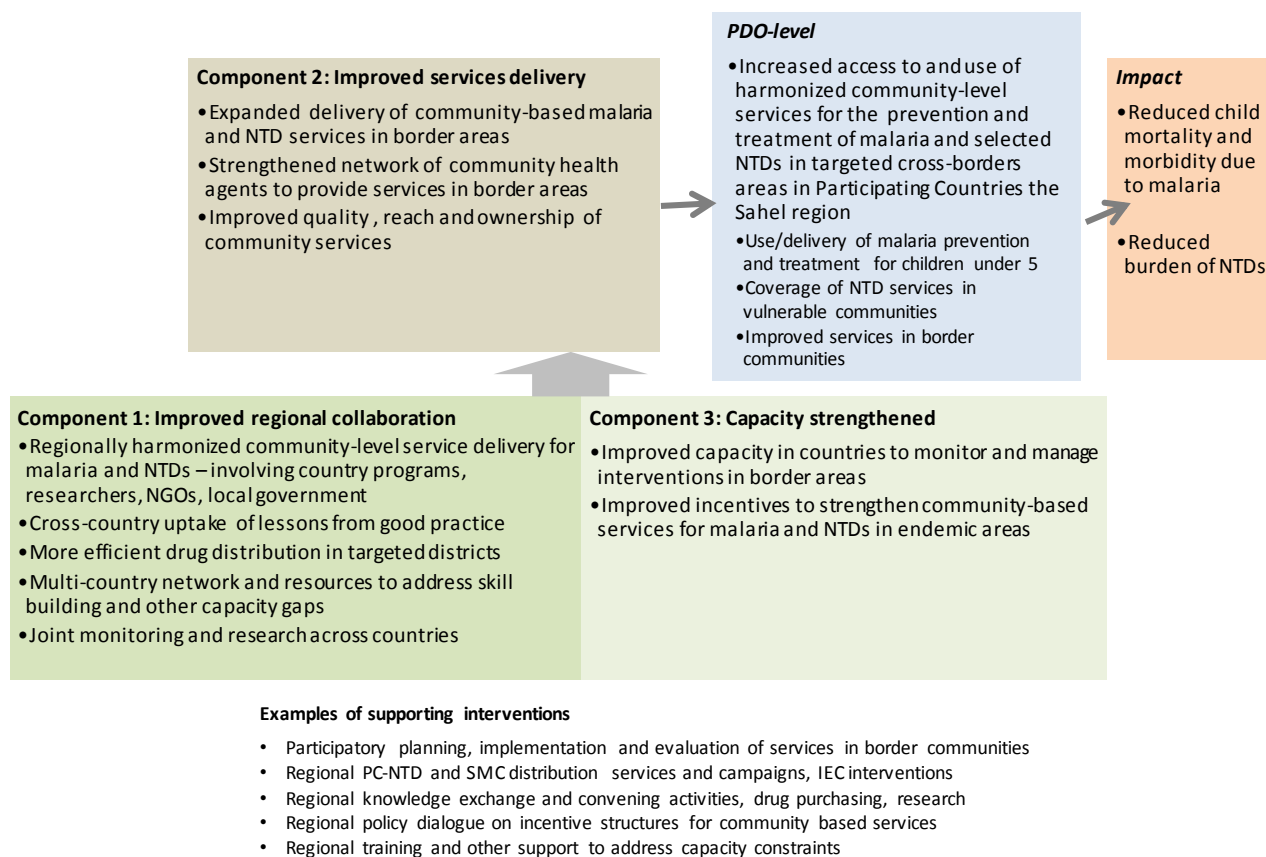 Component 2: Improved services delivery
•Expanded delivery of community-based malaria
and NTD services in border areas
•Strengthened network of community health
agents to provide services in border areas
•Improved quality , reach and ownership of
community services
PDO-level
•Increased access to and use of
harmonized community-level
services for the prevention and
treatment of malaria and selected
NTDs in targeted cross-borders
areas in Participating Countries the
Sahel region
•Use/delivery of malaria prevention
and treatment for children under 5
•Coverage of NTD services in
vulnerable communities
•Improved services in border
communities
Impact
•Reduced child
mortality and
morbidity due
to malaria
•Reduced
burden of NTDs
Component 1: Improved regional collaboration
•Regionally harmonized community-level service delivery for
malaria and NTDs – involving country programs,
researchers, NGOs, local government
•Cross-country uptake of lessons from good practice
•More efficient drug distribution in targeted districts
•Multi-country network and resources to address skill
building and other capacity gaps
•Joint monitoring and research across countries
Component 3: Capacity strengthened
•Improved capacity in countries to monitor and manage
interventions in border areas
•Improved incentives to strengthen community-based
services for malaria and NTDs in endemic areas
Examples of supporting interventions
• Participatory planning, implementation and evaluation of services in border communities
• Regional PC-NTD and SMC distribution services and campaigns, IEC interventions
• Regional knowledge exchange and convening activities, drug purchasing, research
• Regional policy dialogue on incentive structures for community based services
• Regional training and other support to address capacity constraints